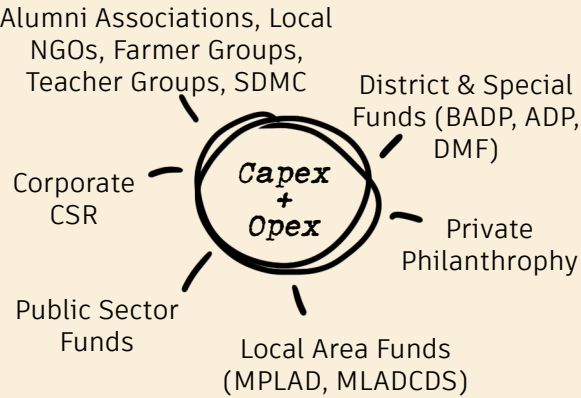 Alumni Associations, Local
NGOs, Farmer Groups,
Teacher Groups, SDMC
District & Special
Funds (BADP, ADP,
DMF)
Capex
+
Opex
Corporate
CSR
Private
Philanthrophy
Public Sector
Funds
Local Area Funds
(MPLAD, MLADCDS)